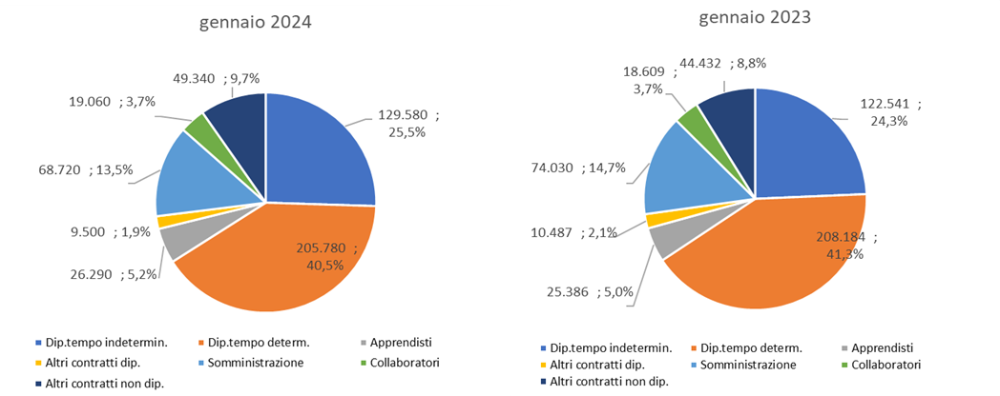 gennaio 2024
49.340 ; 9,7%
19.060 ; 3,7%
129.580 ;
25,5%
68.720 ; 13,5%
9.500 ; 1,9%
205.780 ;
40,5%
26.290 ; 5,2%
Dip.tempo indetermin.
Dip.tempo determ.
Apprendisti
Altri contratti dip.
Somministrazione
Collaboratori
Altri contratti non dip.
gennaio 2023
44.432 ; 8,8%
18.609 ;
3,7%
122.541 ;
24,3%
74.030 ; 14,7%
10.487 ; 2,1%
208.184 ;
41,3%
25.386 ; 5,0%
Dip.tempo indetermin.
Dip.tempo determ.
Apprendisti
Altri contratti dip.
Somministrazione
Collaboratori
Altri contratti non dip.